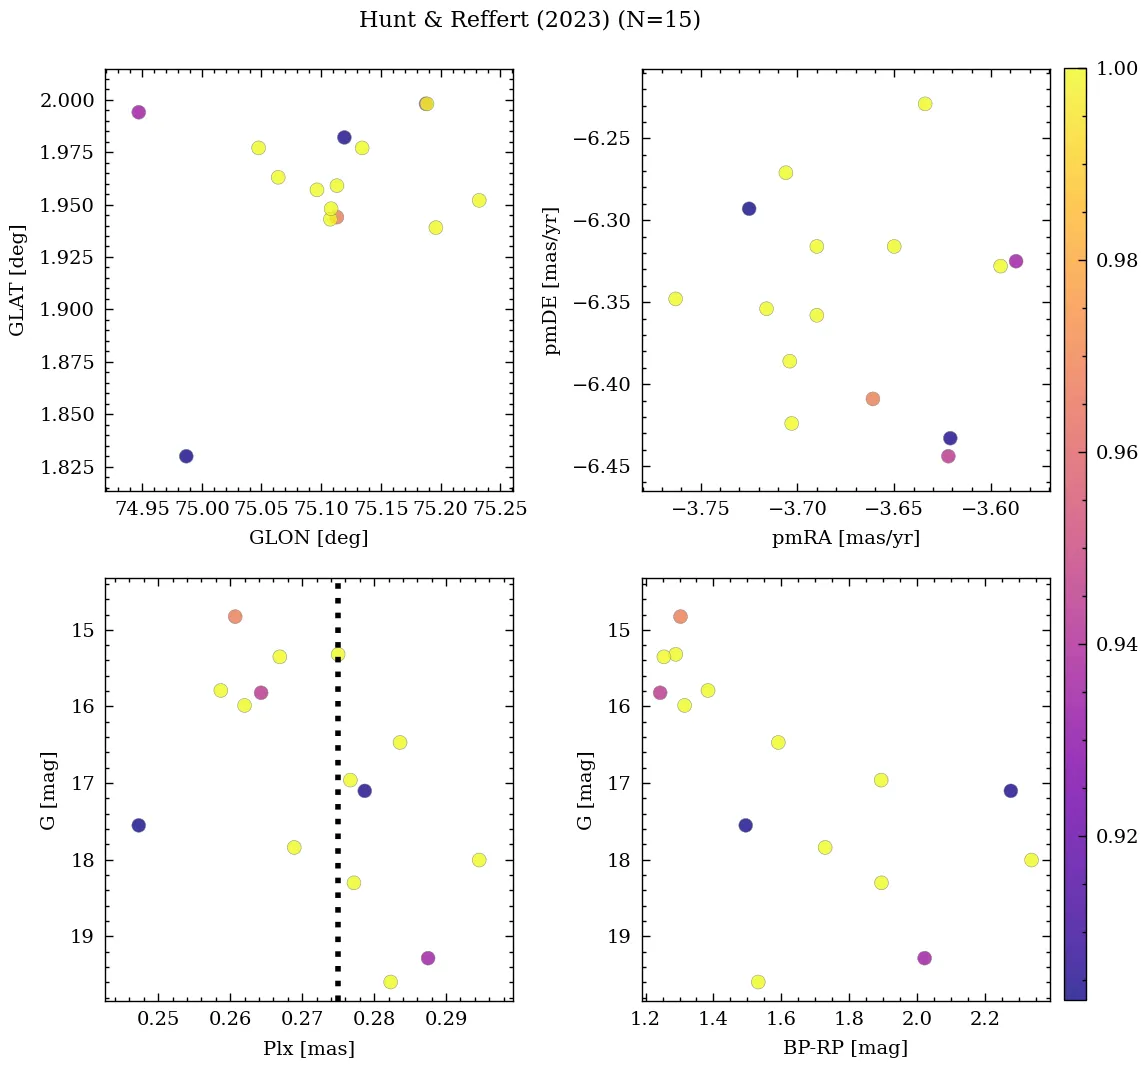 Hunt & Reffert (2023) (N=15)
2.000
1.975
1.950
1.925
1.900
1.875
1.850
1.825
GLAT [deg]
74.95 75.00 75.05 75.10 75.15 75.20 75.25
GLON [deg]
−6.25
−6.30
−6.35
−6.40
−6.45
pmDE [mas/yr]
−3.75 −3.70 −3.65 −3.60
pmRA [mas/yr]
1.00
0.98
0.96
0.94
0.92
15
16
17
18
19
G [mag]
0.25 0.26 0.27 0.28 0.29
Plx [mas]
15
16
17
18
19
G [mag]
1.2 1.4 1.6 1.8 2.0 2.2
BP-RP [mag]